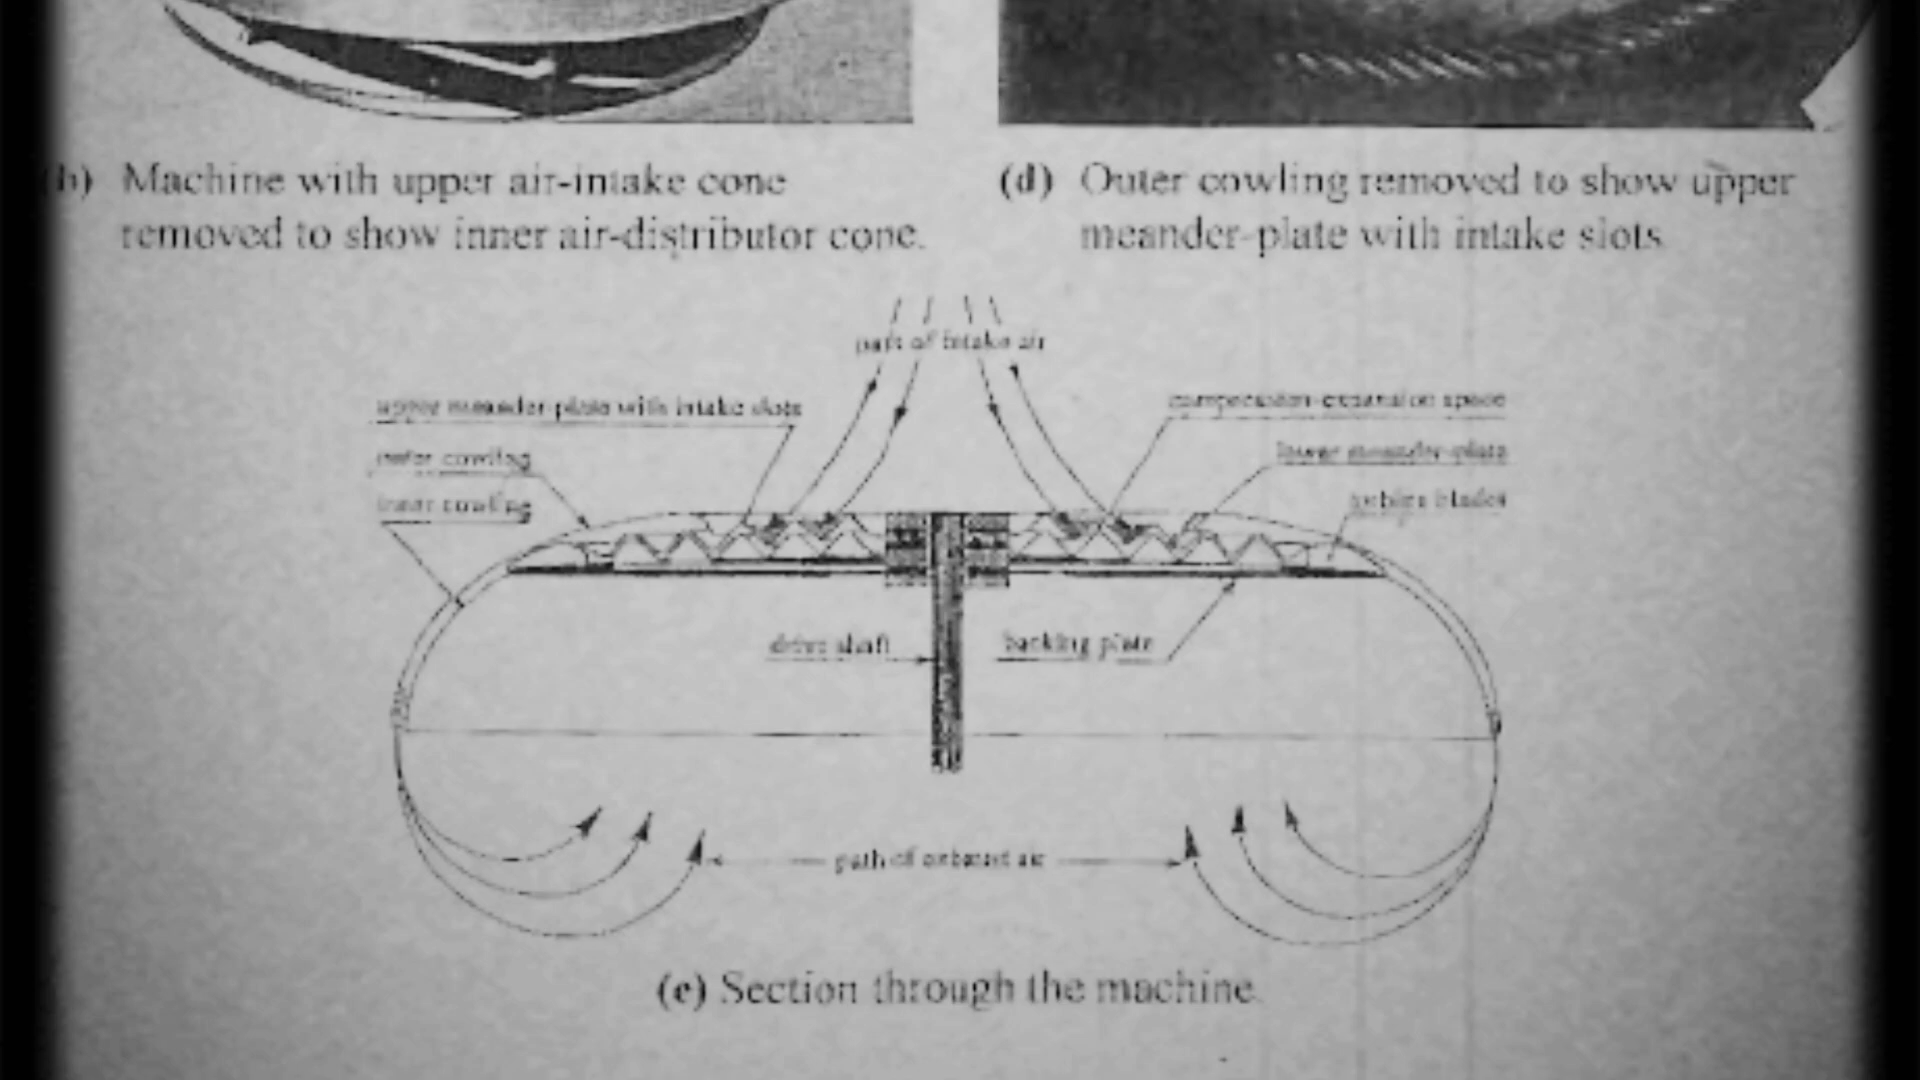 (b) Machine with upper air-intake cone
removed to show inner air-distributor cone.
(d) Outer cowling removed to show upper
meander-plate with intake slots
path of intake air
upper meander-plate with intake slots
outer cowling
inner cowling
compression-expansion space
lower meander-plate
turbine blades
drive shaft
backing plate
path of exhaust air
(e) Section through the machine.